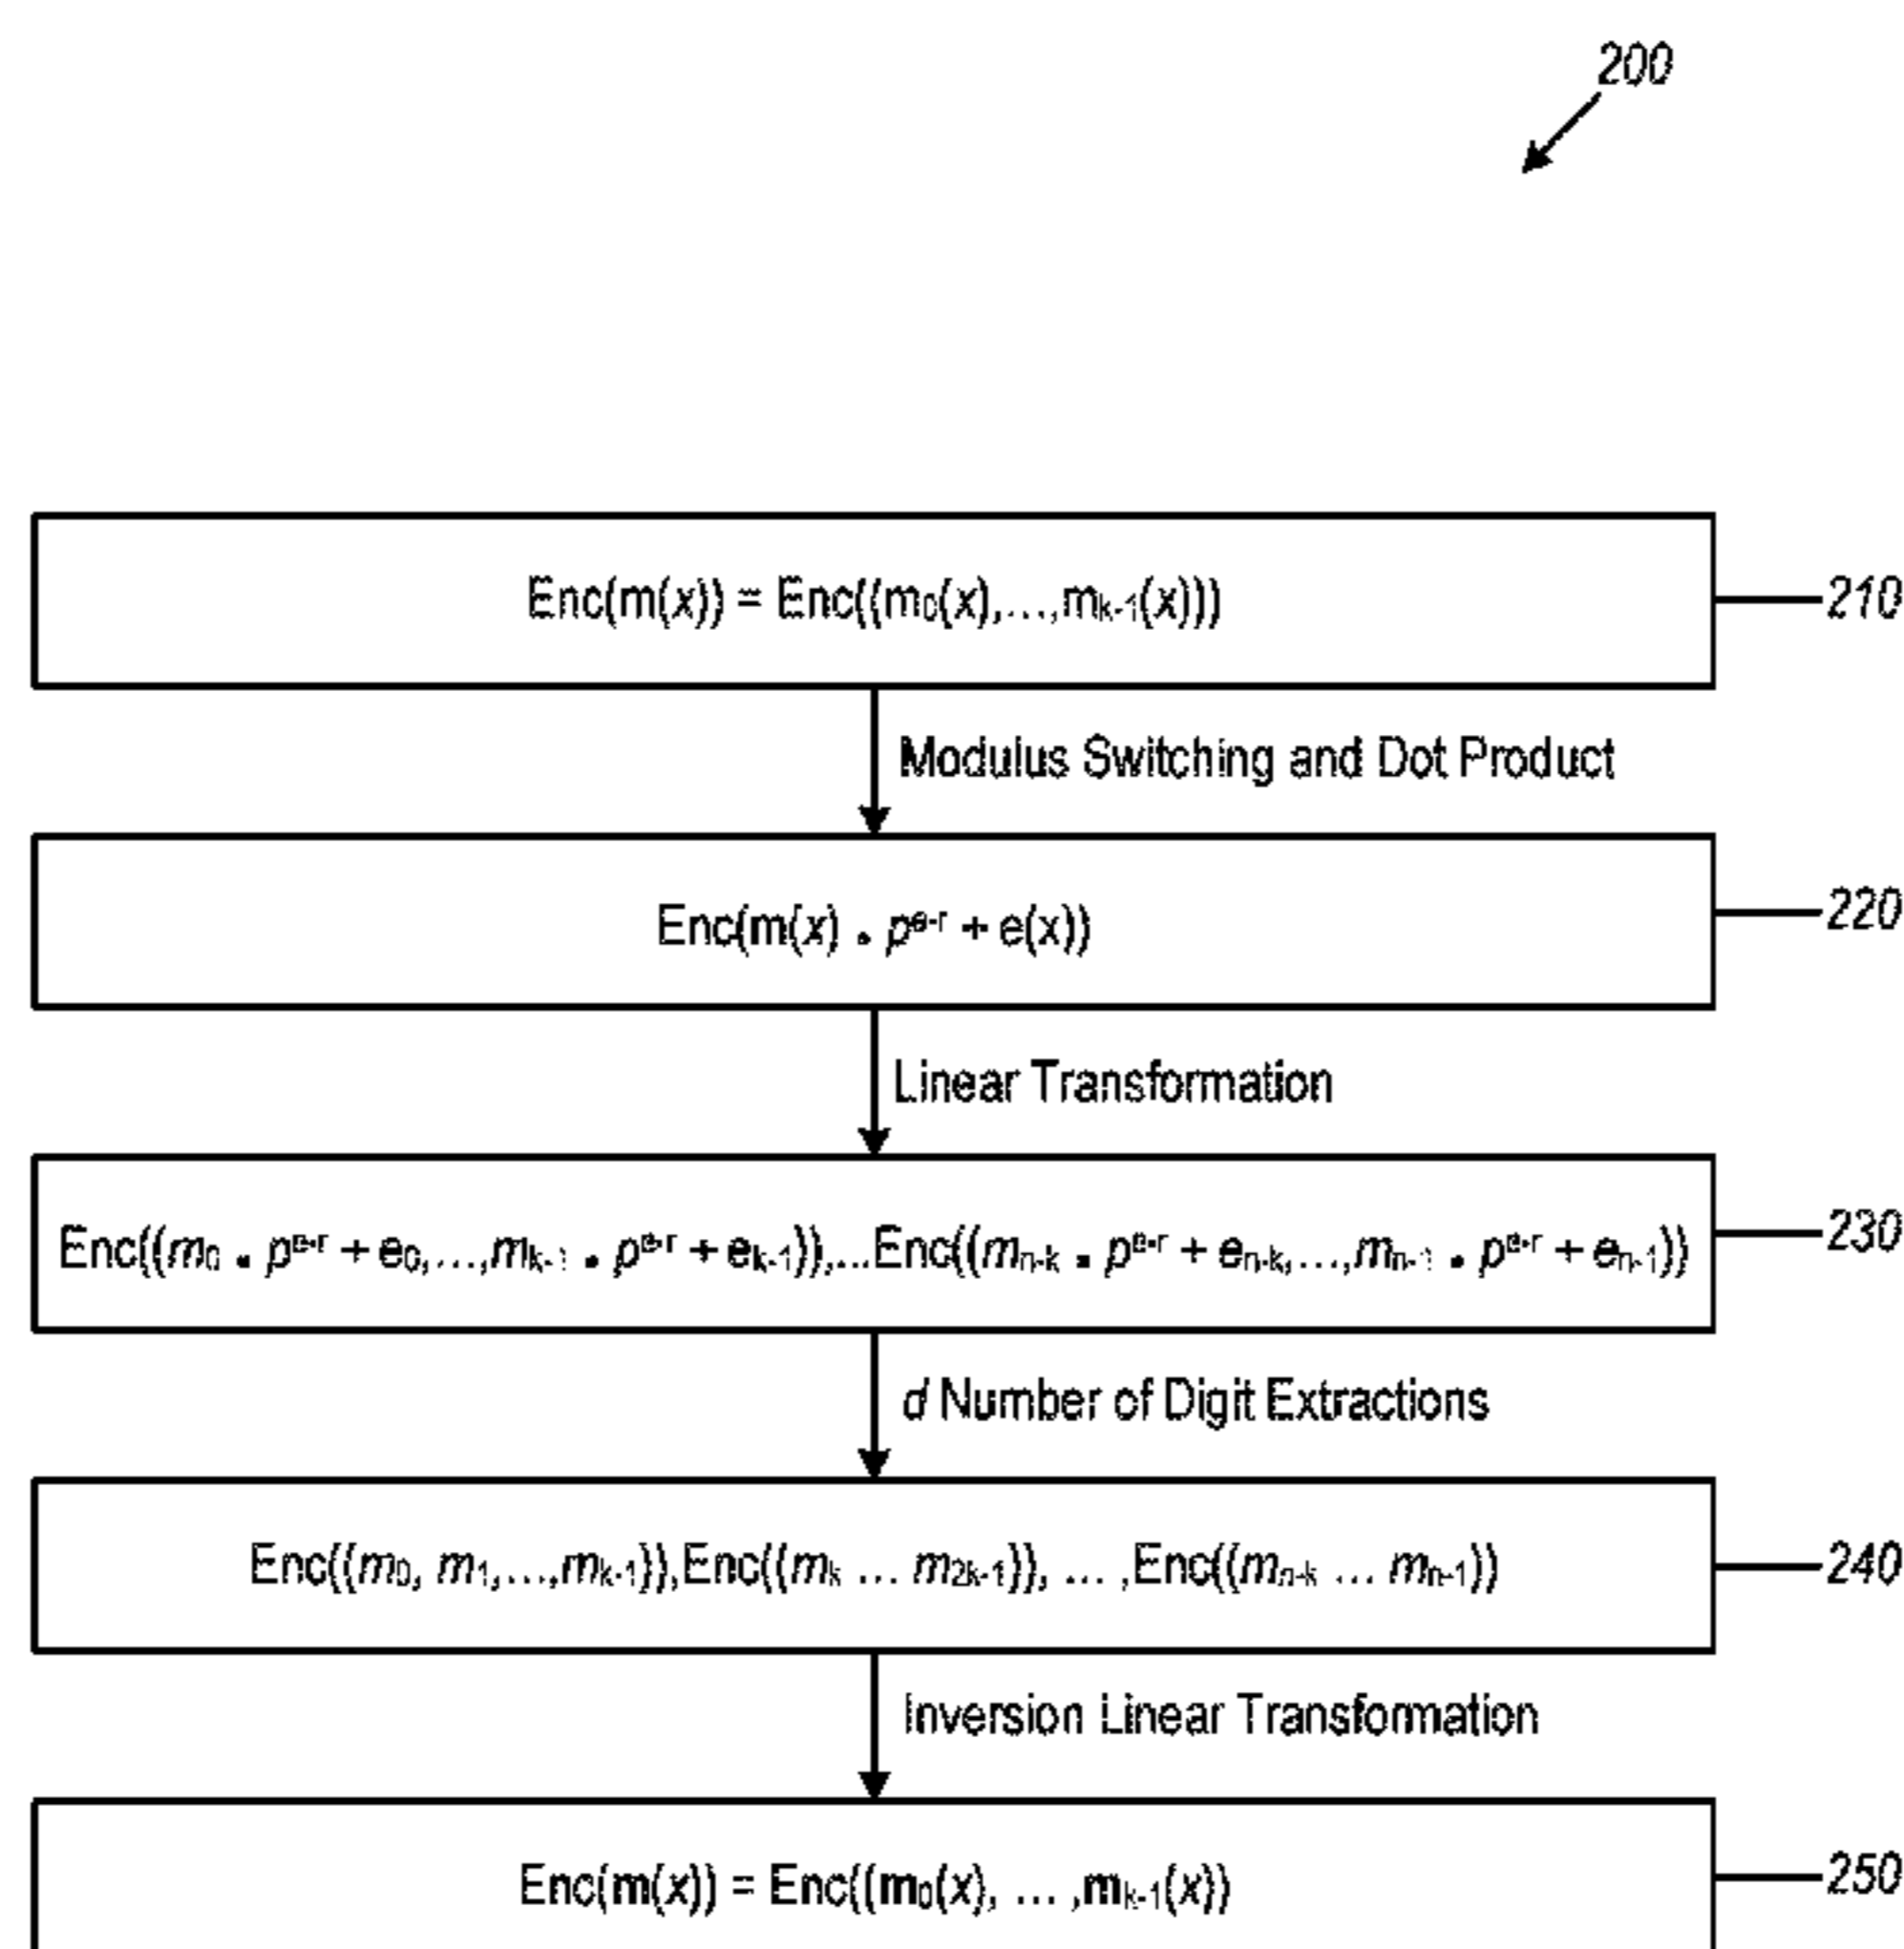 200
Enc(m(x)) = Enc((m₀(x),...,mₖ₋₁(x)))
210
Modulus Switching and Dot Product
Enc(m(x) • pᵉ⁻ʳ + e(x))
220
Linear Transformation
Enc((m₀ • pᵉ⁻ʳ + e₀,...,mₖ₋₁ • pᵉ⁻ʳ + eₖ₋₁)),...Enc((mₙ₋ₖ • pᵉ⁻ʳ + eₙ₋ₖ,...,mₙ₋₁ • pᵉ⁻ʳ + eₙ₋₁))
230
d Number of Digit Extractions
Enc((m₀, m₁,...,mₖ₋₁)),Enc((mₖ ... m₂ₖ₋₁)), ... ,Enc((mₙ₋ₖ ... mₙ₋₁))
240
Inversion Linear Transformation
Enc(m(x)) = Enc((m₀(x), ... ,mₖ₋₁(x))
250